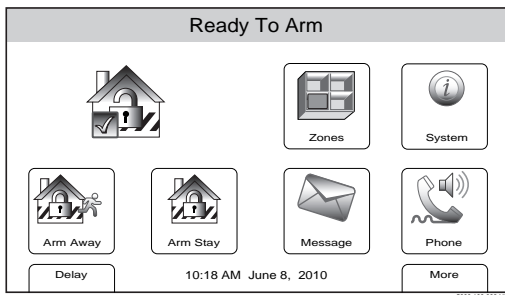 Ready To Arm
Zones
System
Arm Away
Arm Stay
Message
Phone
Delay
10:18 AM June 8, 2010
More